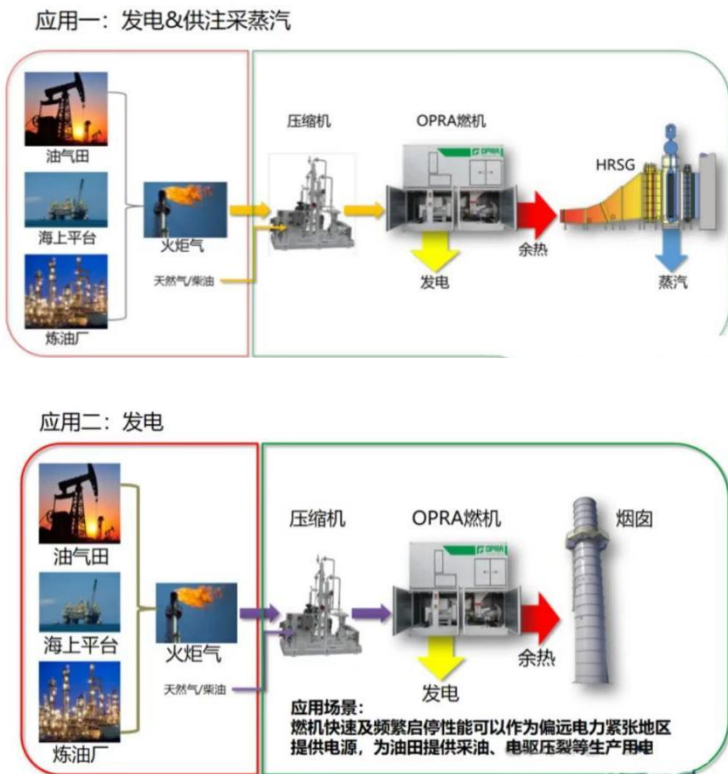 应用一：发电&供注采蒸汽
压缩机
OPRA燃机
OPRA
HRSG
油气田
海上平台
火炬气
余热
天然气/柴油
发电
蒸汽
炼油厂
应用二：发电
压缩机
OPRA燃机
烟囱
OPRA
油气田
海上平台
火炬气
余热
天然气/柴油
发电
炼油厂
应用场景：
燃机快速及频繁启停性能可以作为偏远电力紧张地区
提供电源，为油田提供采油、电驱压裂等生产用电